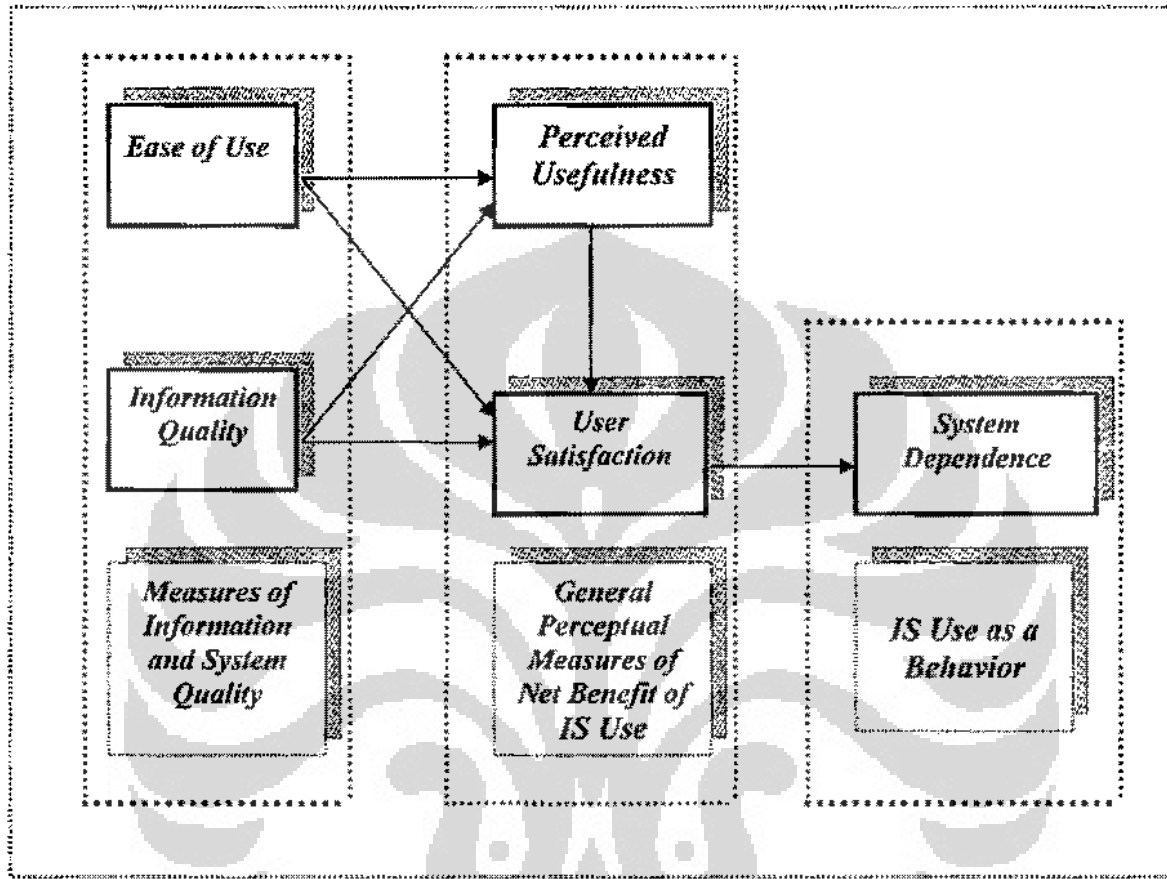 Ease of Use
Perceived
Usefulness
Information
Quality
User
Satisfaction
System
Dependence
Measures of
Information
and System
Quality
General
Perceptual
Measures of
Net Benefit of
IS Use
IS Use as a
Behavior